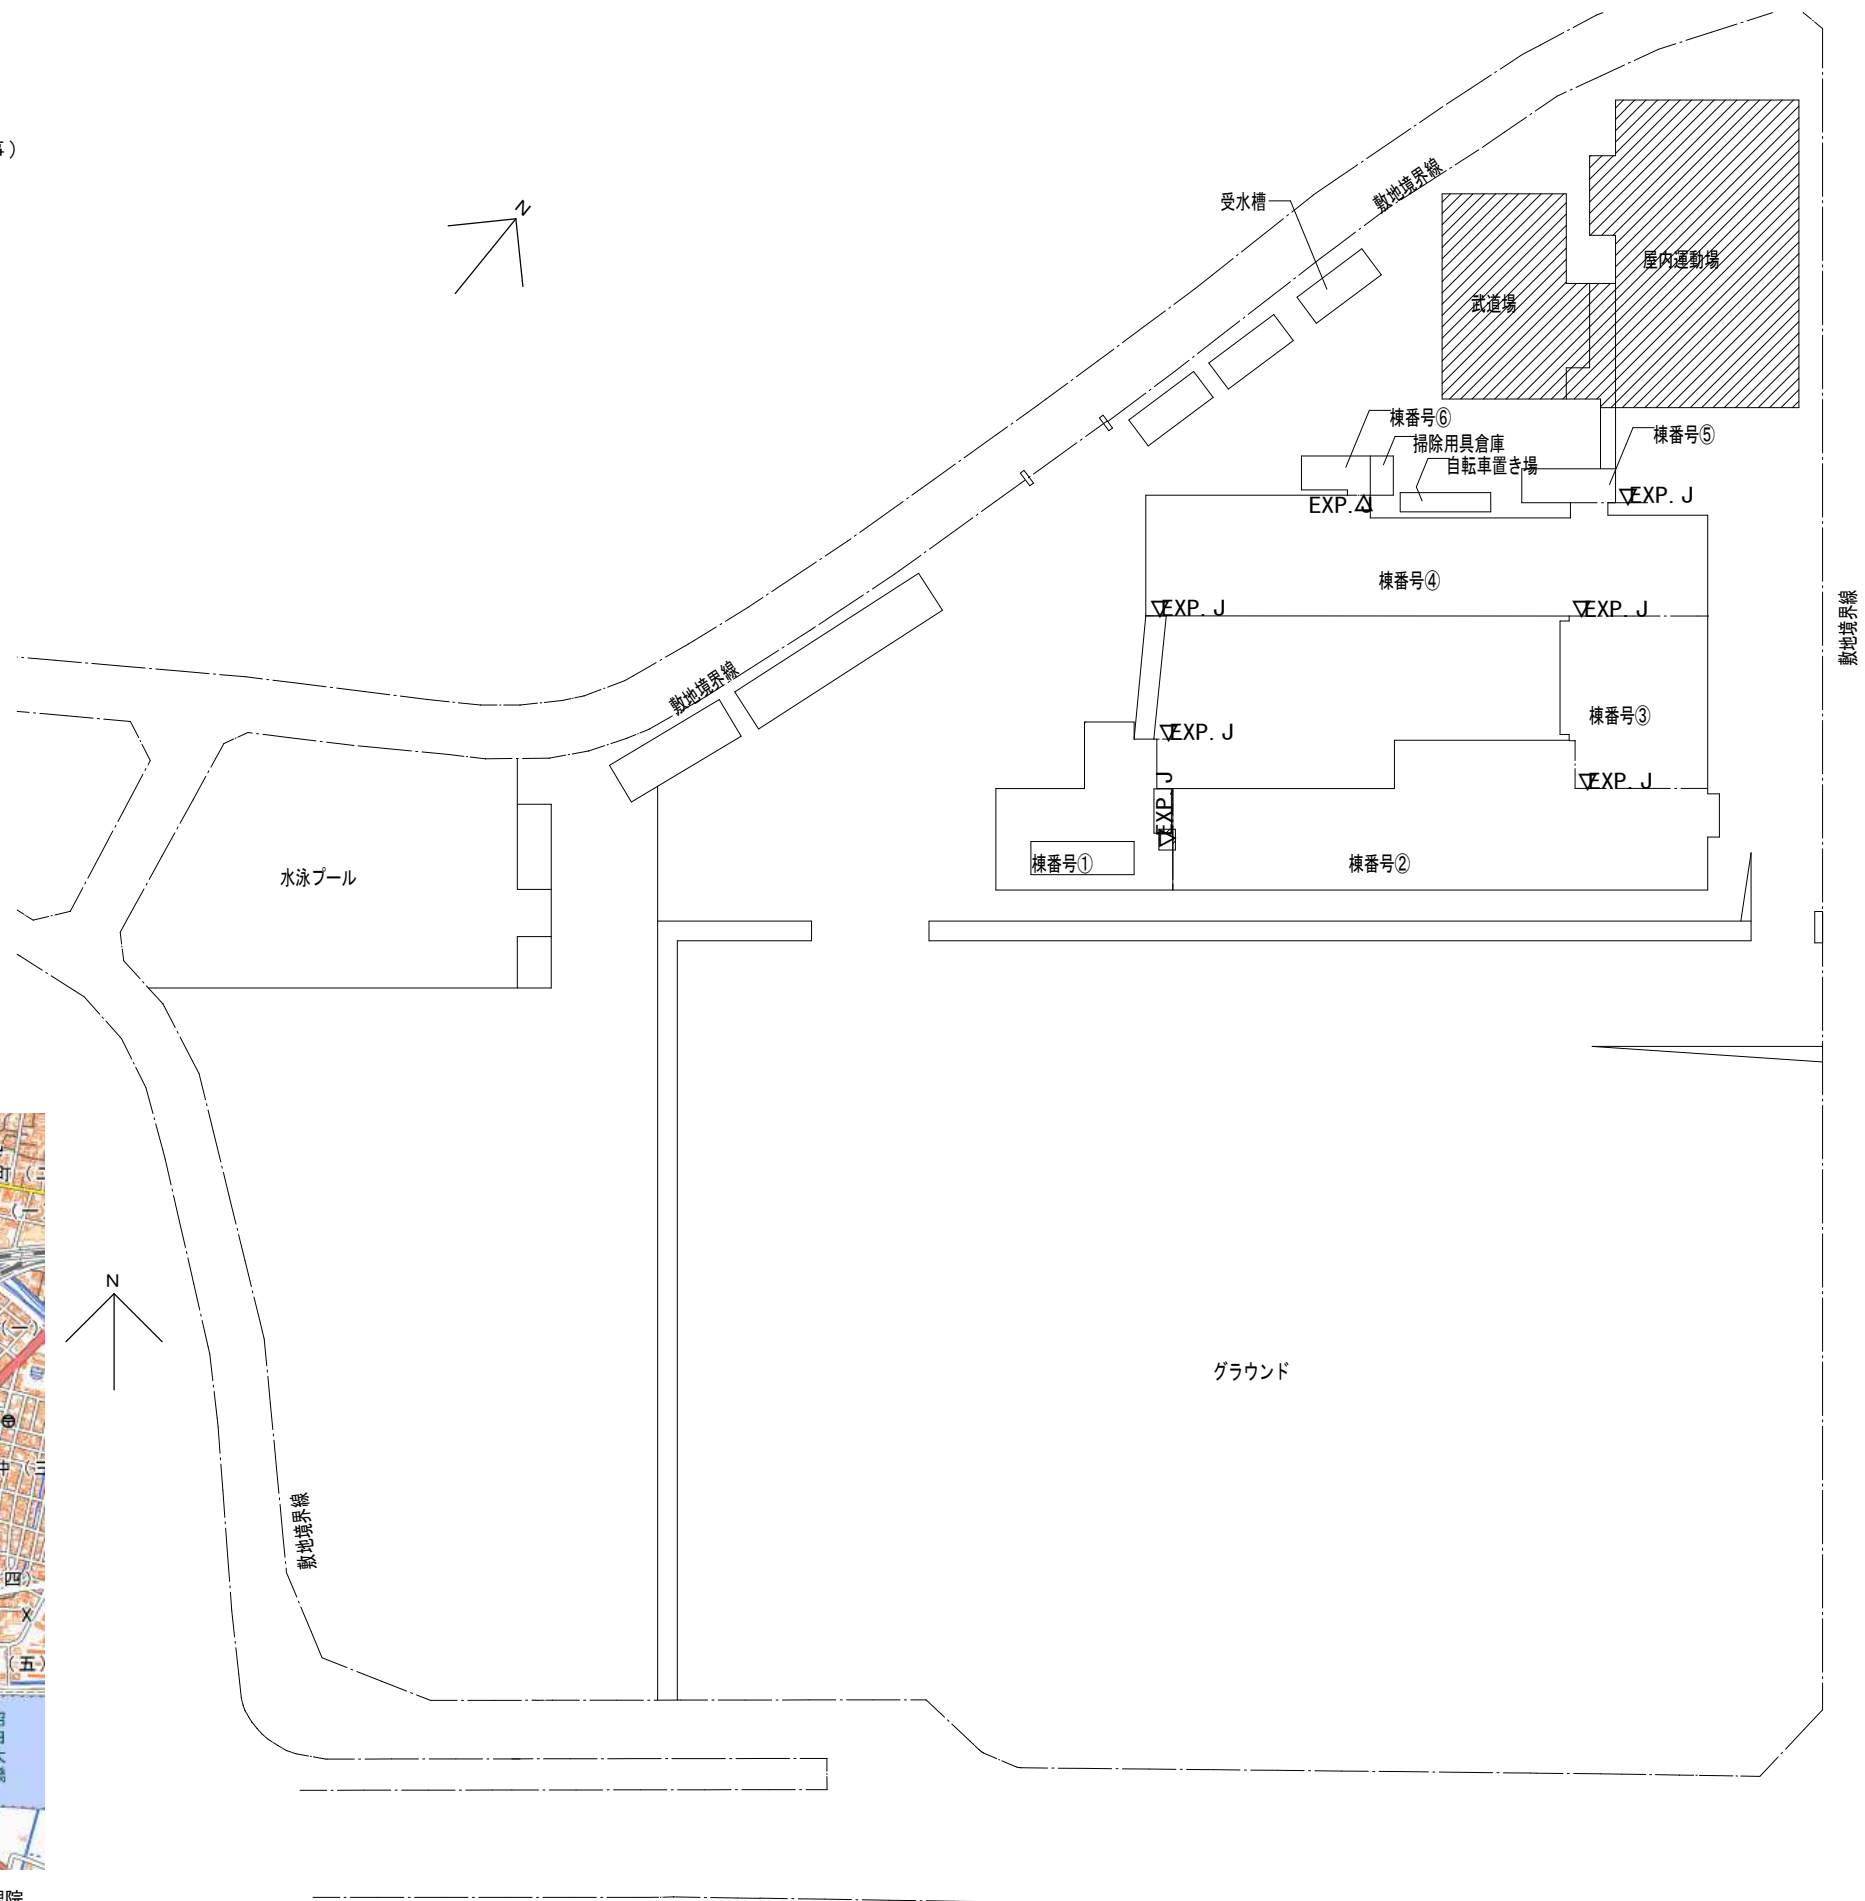 N
受水槽
敷地境界線
屋内運動場
武道場
棟番号⑥
掃除用具倉庫
自転車置き場
棟番号⑤
EXP. J
EXP. J
棟番号④
EXP. J
EXP. J
敷地境界線
敷地境界線
棟番号③
EXP. J
EXP. J
EXP. J
棟番号①
棟番号②
水泳プール
N
グラウンド
敷地境界線
(一)
四)
(五)